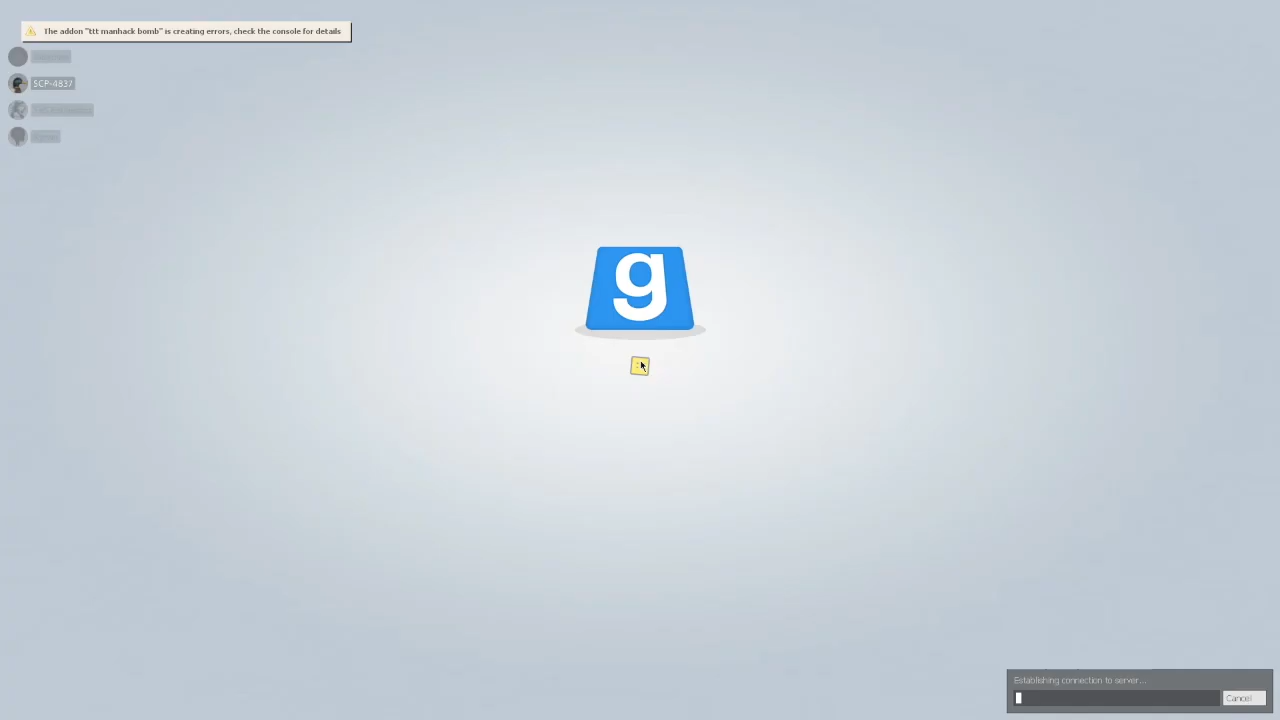 The addon "ttt manhack bomb" is creating errors, check the console for details
SCP-4837
g
Establishing connection to server...
Cancel